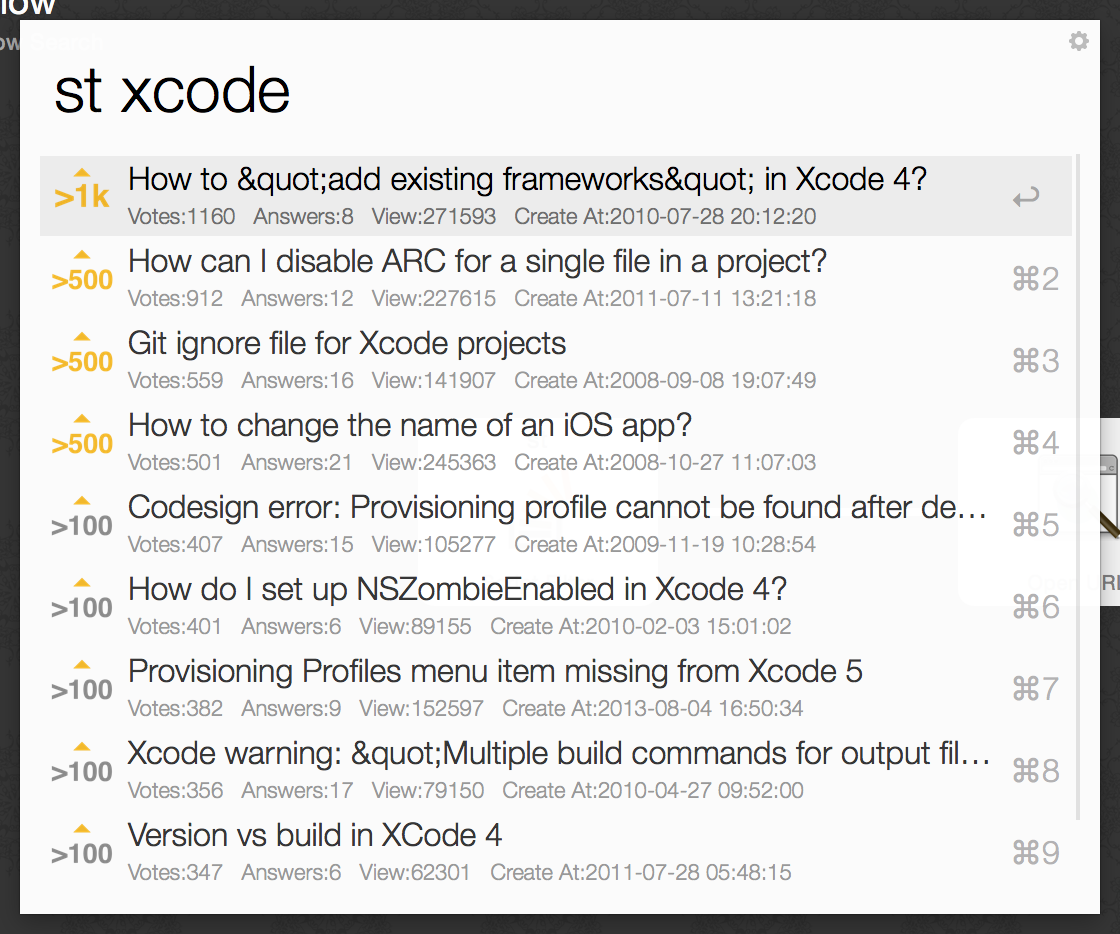 st xcode
>1k
How to &quot;add existing frameworks&quot; in Xcode 4?
Votes:1160 Answers:8 View:271593 Create At:2010-07-28 20:12:20
>500
How can I disable ARC for a single file in a project?
⌘2
Votes:912 Answers:12 View:227615 Create At:2011-07-11 13:21:18
>500
Git ignore file for Xcode projects
⌘3
Votes:559 Answers:16 View:141907 Create At:2008-09-08 19:07:49
>500
How to change the name of an iOS app?
⌘4
Votes:501 Answers:21 View:245363 Create At:2008-10-27 11:07:03
>100
Codesign error: Provisioning profile cannot be found after de…
⌘5
Votes:407 Answers:15 View:105277 Create At:2009-11-19 10:28:54
>100
How do I set up NSZombieEnabled in Xcode 4?
⌘6
Votes:401 Answers:6 View:89155 Create At:2010-02-03 15:01:02
>100
Provisioning Profiles menu item missing from Xcode 5
⌘7
Votes:382 Answers:9 View:152597 Create At:2013-08-04 16:50:34
>100
Xcode warning: &quot;Multiple build commands for output fil…
⌘8
Votes:356 Answers:17 View:79150 Create At:2010-04-27 09:52:00
>100
Version vs build in XCode 4
⌘9
Votes:347 Answers:6 View:62301 Create At:2011-07-28 05:48:15